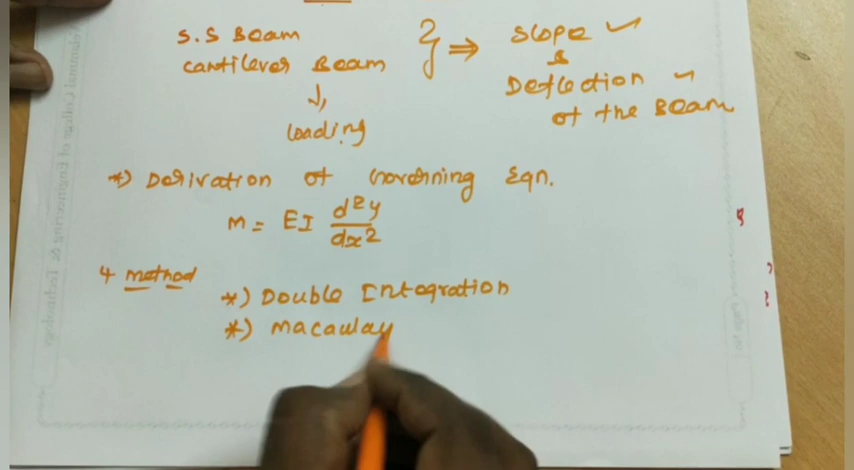 S.S Beam
cantilever Beam
} ⇒ slope ✓
&
Deflection ✓
of the Beam
↓
loading
*) Derivation of Governing Eqn.
M = EI d²y/dx²
4 method
*) Double Integration
*) Macaulay